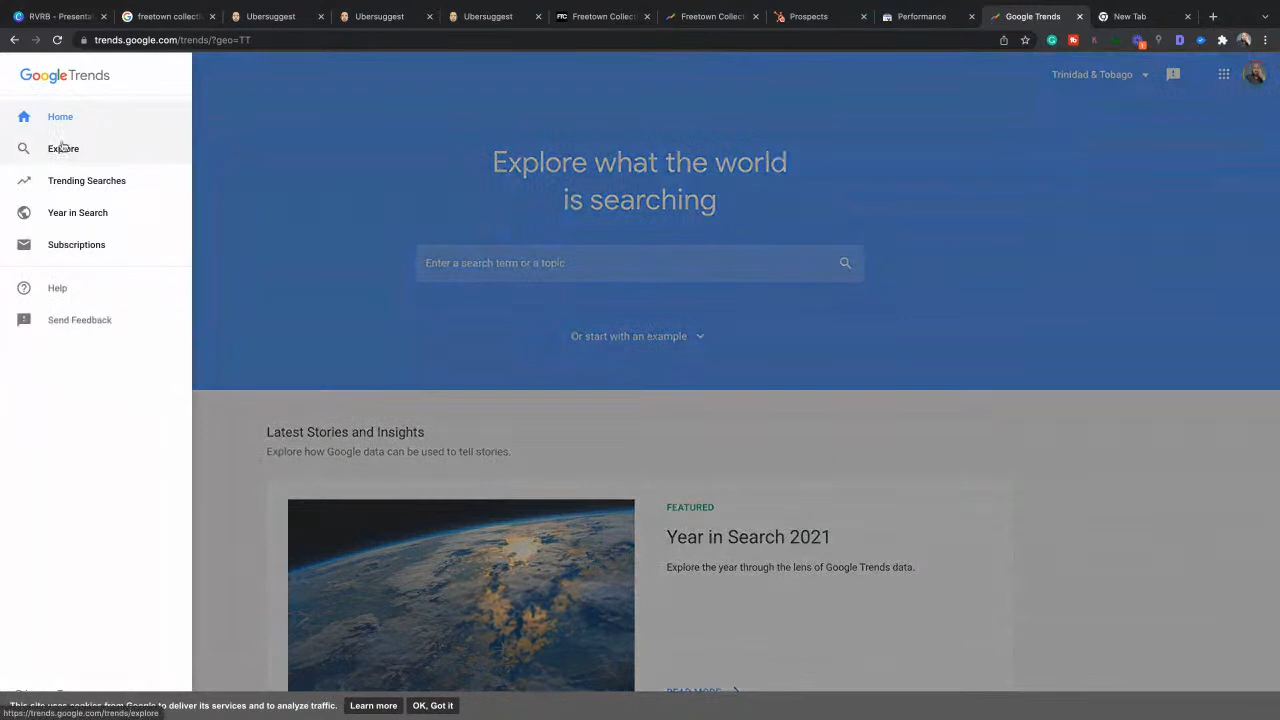 RVRB - Presenta
freetown collecti
Ubersuggest
Ubersuggest
Ubersuggest
FTC
Freetown Collec
Freetown Collect
Prospects
Performance
Google Trends
New Tab
trends.google.com/trends/?geo=TT
Google Trends
Trinidad & Tobago
Home
Explore
Trending Searches
Year in Search
Subscriptions
Help
Send Feedback
Explore what the world
is searching
Enter a search term or a topic
Or start with an example
Latest Stories and Insights
Explore how Google data can be used to tell stories.
FEATURED
Year in Search 2021
Explore the year through the lens of Google Trends data.
READ MORE
This site uses cookies from Google to deliver its services and to analyze traffic.
Learn more
OK, Got it
https://trends.google.com/trends/explore